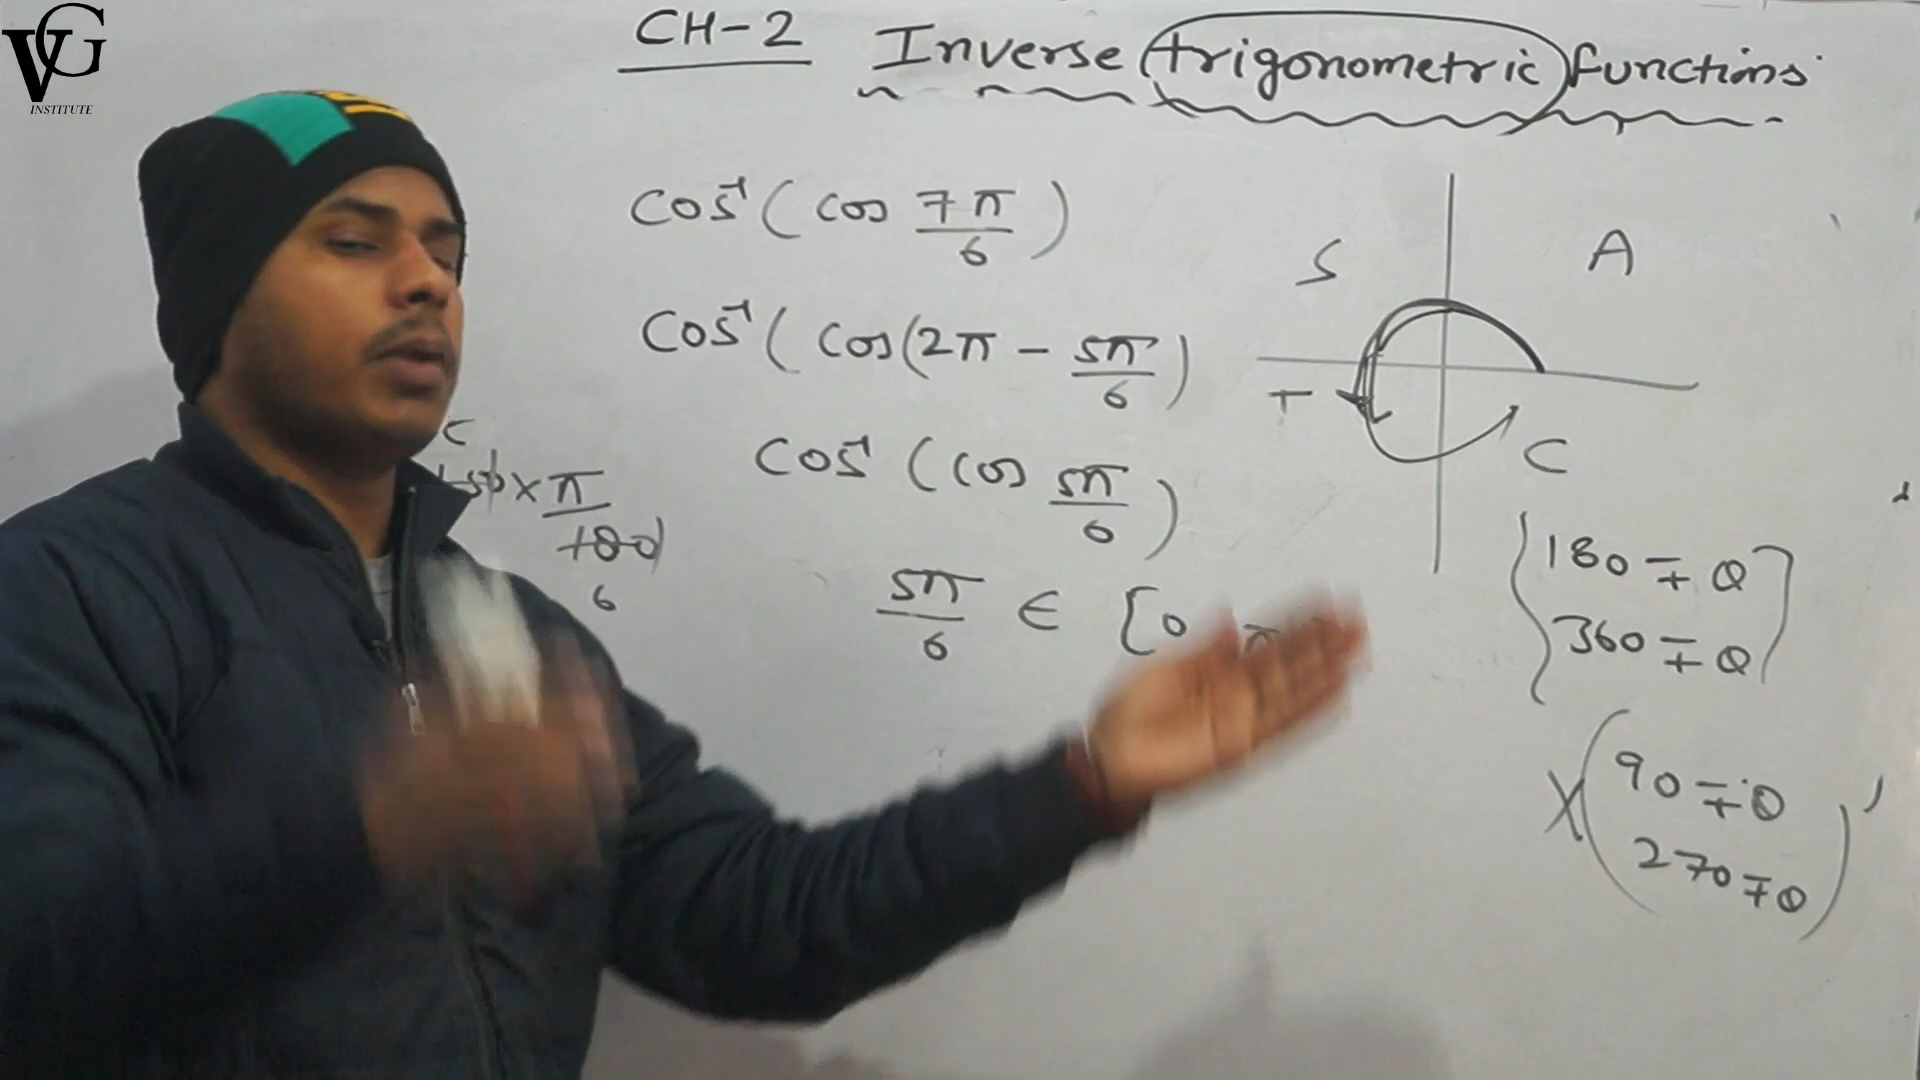 VG
INSTITUTE
CH-2 Inverse trigonometric functions
cos⁻¹(cos 7π/6)
S A
cos⁻¹(cos(2π - 5π/6)
T C
cos⁻¹(cos 5π/6)
× π/180
6
5π/6 ∈ [0
180 ∓ θ
360 ∓ θ
90 ∓ θ
270 ∓ θ